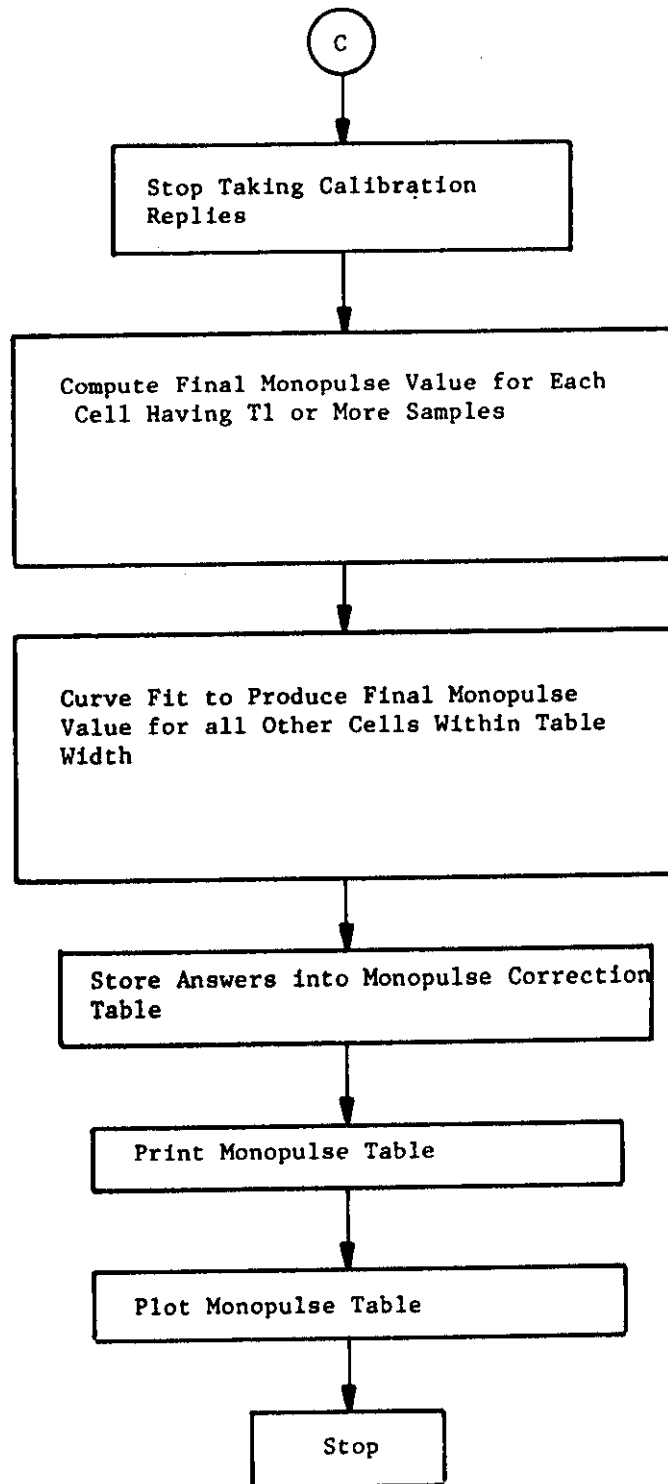 C
Stop Taking Calibration
Replies
Compute Final Monopulse Value for Each
Cell Having T1 or More Samples
Curve Fit to Produce Final Monopulse
Value for all Other Cells Within Table
Width
Store Answers into Monopulse Correction
Table
Print Monopulse Table
Plot Monopulse Table
Stop